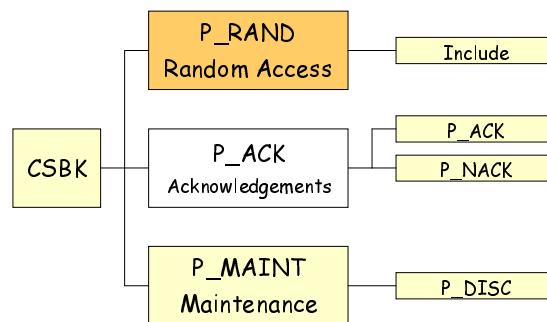 P_RAND
Random Access
Include
CSBK
P_ACK
Acknowledgements
P_ACK
P_NACK
P_MAINT
Maintenance
P_DISC